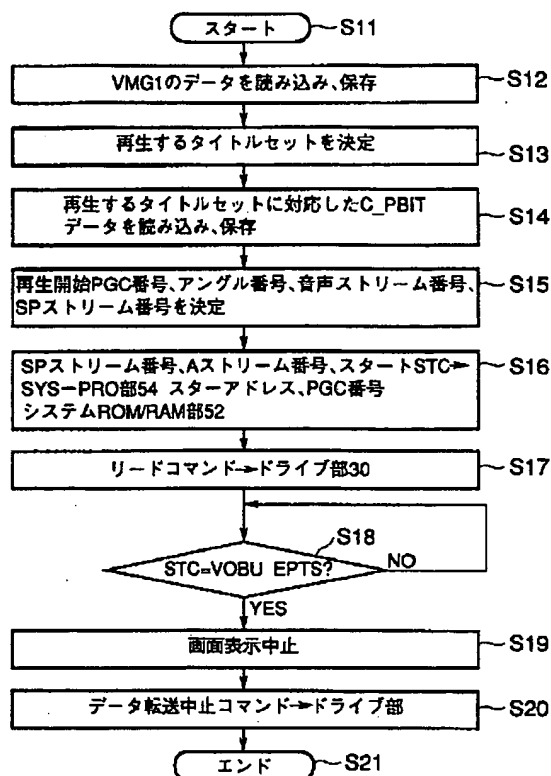 スタート
S11
VMG1のデータを読み込み、保存
S12
再生するタイトルセットを決定
S13
再生するタイトルセットに対応したC_PBIT
データを読み込み、保存
S14
再生開始PGC番号、アングル番号、音声ストリーム番号、
SPストリーム番号を決定
S15
SPストリーム番号、Aストリーム番号、スタートSTC→
SYS-PRO部54 スターアドレス、PGC番号
システムROM/RAM部52
S16
リードコマンド→ドライブ部30
S17
S18
STC=VOBU EPTS?
NO
YES
画面表示中止
S19
データ転送中止コマンド→ドライブ部
S20
エンド
S21